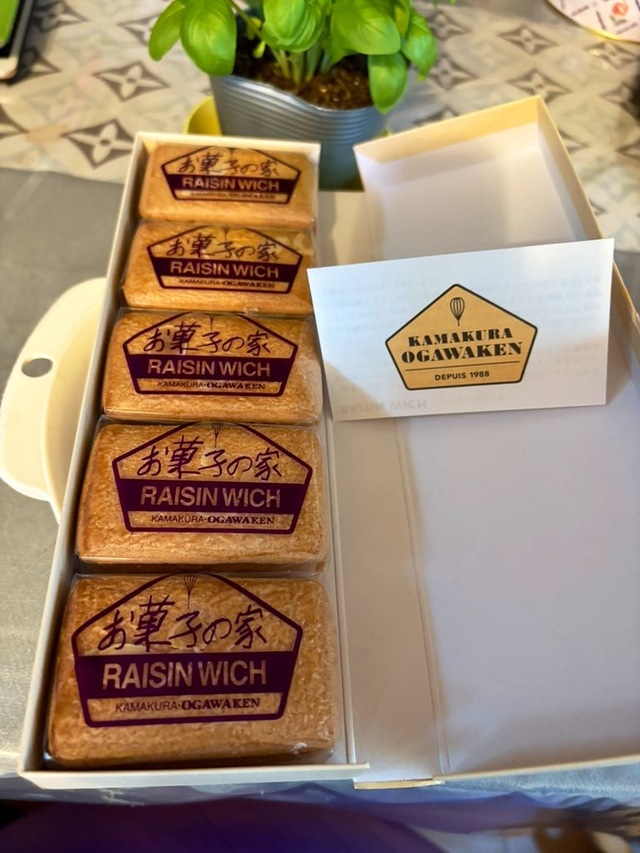 お菓子の家
RAISIN WICH
KAMAKURA·OGAWAKEN
お菓子の家
RAISIN WICH
KAMAKURA·OGAWAKEN
お菓子の家
RAISIN WICH
KAMAKURA·OGAWAKEN
お菓子の家
RAISIN WICH
KAMAKURA·OGAWAKEN
お菓子の家
RAISIN WICH
KAMAKURA·OGAWAKEN
KAMAKURA
OGAWAKEN
DEPUIS 1988